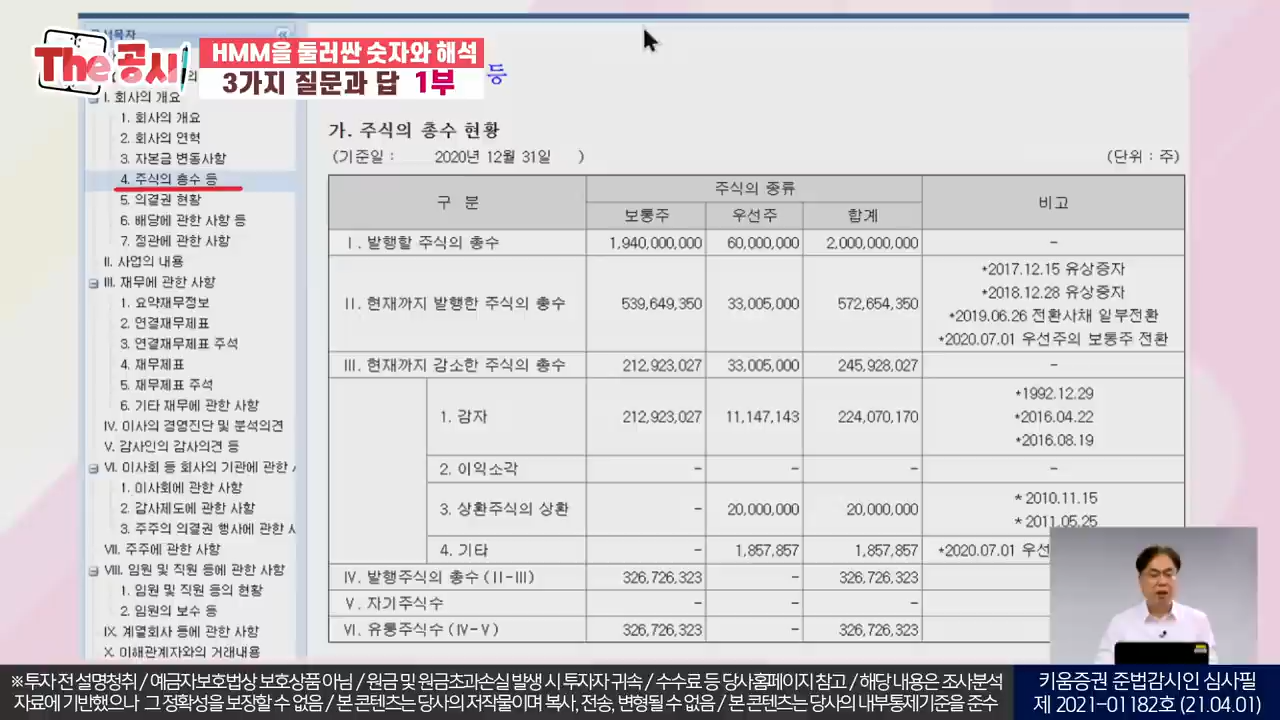 The 공시
HMM을 둘러싼 숫자와 해석
3가지 질문과 답 1부
등
I. 회사의 개요
1. 회사의 개요
2. 회사의 연혁
3. 자본금 변동사항
4. 주식의 총수 등
5. 의결권 현황
6. 배당에 관한 사항 등
7. 정관에 관한 사항
II. 사업의 내용
III. 재무에 관한 사항
1. 요약재무정보
2. 연결재무제표
3. 연결재무제표 주석
4. 재무제표
5. 재무제표 주석
6. 기타 재무에 관한 사항
IV. 이사의 경영진단 및 분석의견
V. 감사인의 감사의견 등
VI. 이사회 등 회사의 기관에 관한
1. 이사회에 관한 사항
2. 감사제도에 관한 사항
3. 주주의 의결권 행사에 관한
VII. 주주에 관한 사항
VIII. 임원 및 직원 등에 관한 사항
1. 임원 및 직원 등의 현황
2. 임원의 보수 등
IX. 계열회사 등에 관한 사항
X. 이해관계자와의 거래내용
가. 주식의 총수 현황
(기준일 : 2020년 12월 31일 ) (단위 : 주)
구 분 주식의 종류 비고
보통주 우선주 합계
Ⅰ. 발행할 주식의 총수 1,940,000,000 60,000,000 2,000,000,000 -
Ⅱ. 현재까지 발행한 주식의 총수 539,649,350 33,005,000 572,654,350
*2017.12.15 유상증자
*2018.12.28 유상증자
*2019.06.26 전환사채 일부전환
*2020.07.01 우선주의 보통주 전환
Ⅲ. 현재까지 감소한 주식의 총수 212,923,027 33,005,000 245,928,027 -
1. 감자 212,923,027 11,147,143 224,070,170
*1992.12.29
*2016.04.22
*2016.08.19
2. 이익소각 - - - -
3. 상환주식의 상환 - 20,000,000 20,000,000
* 2010.11.15
* 2011.05.25
4. 기타 - 1,857,857 1,857,857 *2020.07.01
Ⅳ. 발행주식의 총수 (Ⅱ-Ⅲ) 326,726,323 - 326,726,323
Ⅴ. 자기주식수 - - -
Ⅵ. 유통주식수 (Ⅳ-Ⅴ) 326,726,323 - 326,726,323
※투자 전 설명청취 / 예금자보호법상 보호상품 아님 / 원금 및 원금초과손실 발생 시 투자자 귀속 / 수수료 등 당사홈페이지 참고 / 해당 내용은 조사분석
자료에 기반했으나 그 정확성을 보장할 수 없음 / 본 콘텐츠는 당사의 저작물이며 복사, 전송, 변형될 수 없음 / 본 콘텐츠는 당사의 내부통제기준을 준수
키움증권 준법감시인 심사필
제 2021-01182호 (21.04.01)